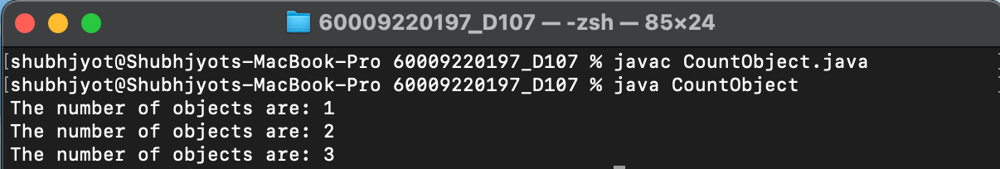 60009220197_D107 — -zsh — 85×24
[shubhjyot@Shubhjyots-MacBook-Pro 60009220197_D107 % javac CountObject.java
[shubhjyot@Shubhjyots-MacBook-Pro 60009220197_D107 % java CountObject
The number of objects are: 1
The number of objects are: 2
The number of objects are: 3